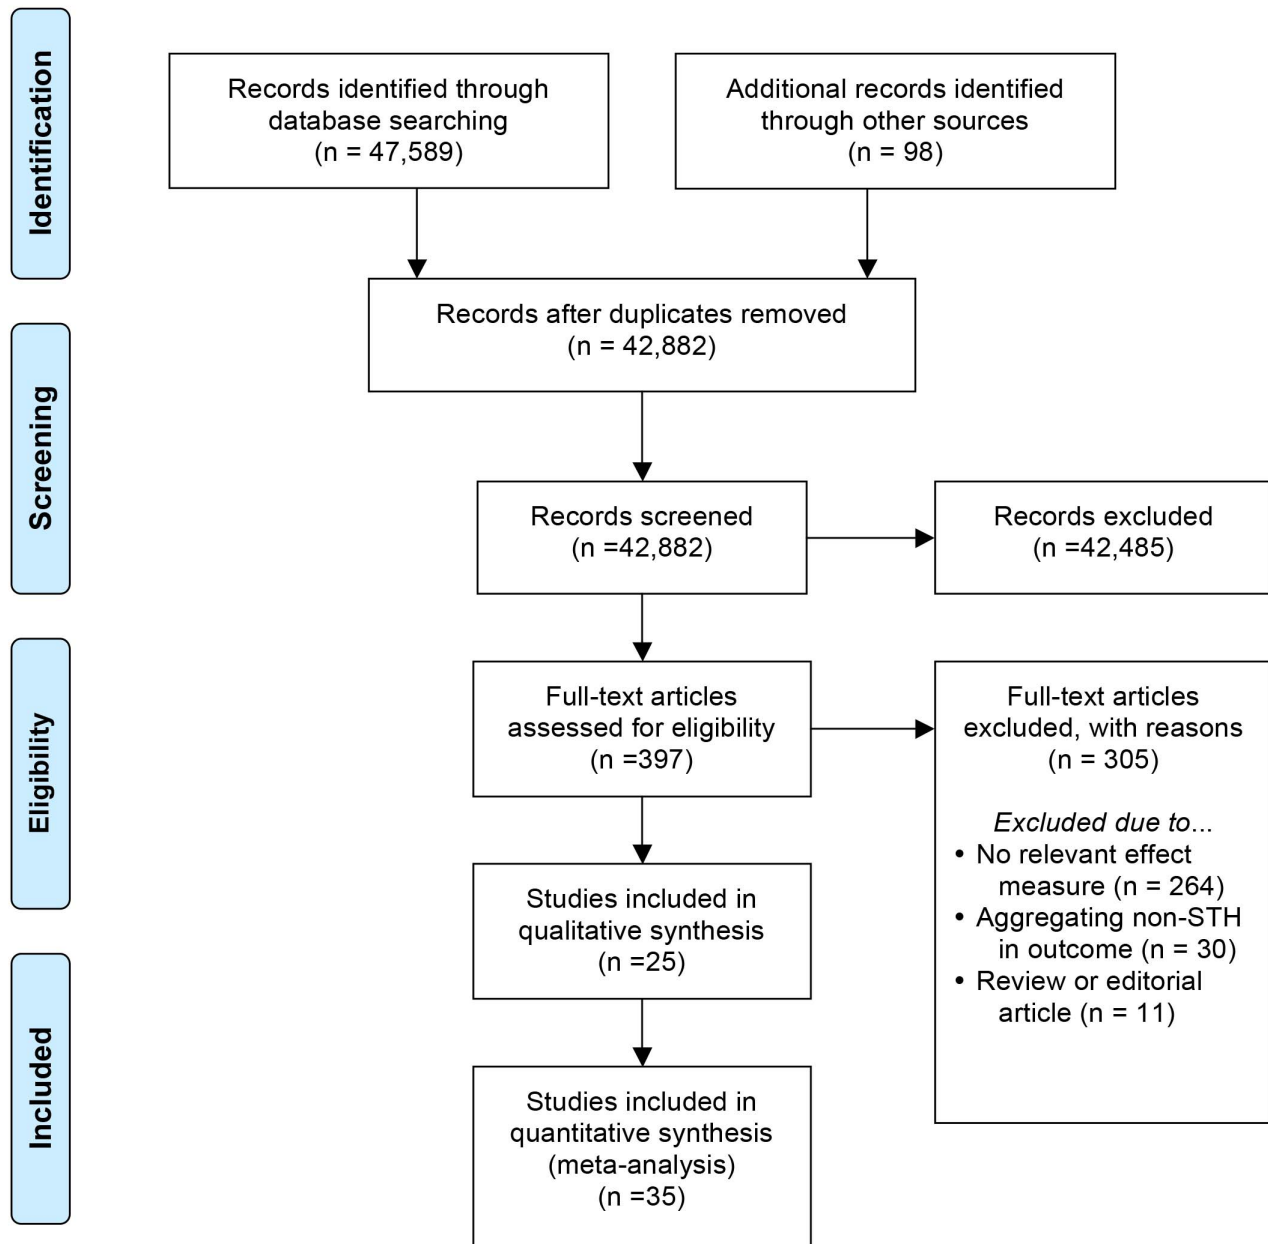 Identification
Records identified through
database searching
(n = 47,589)
Additional records identified
through other sources
(n = 98)
Records after duplicates removed
(n = 42,882)
Screening
Records screened
(n =42,882)
Records excluded
(n =42,485)
Eligibility
Full-text articles
assessed for eligibility
(n =397)
Full-text articles
excluded, with reasons
(n = 305)
Excluded due to...
• No relevant effect
measure (n = 264)
• Aggregating non-STH
in outcome (n = 30)
• Review or editorial
article (n = 11)
Studies included in
qualitative synthesis
(n =25)
Included
Studies included in
quantitative synthesis
(meta-analysis)
(n =35)